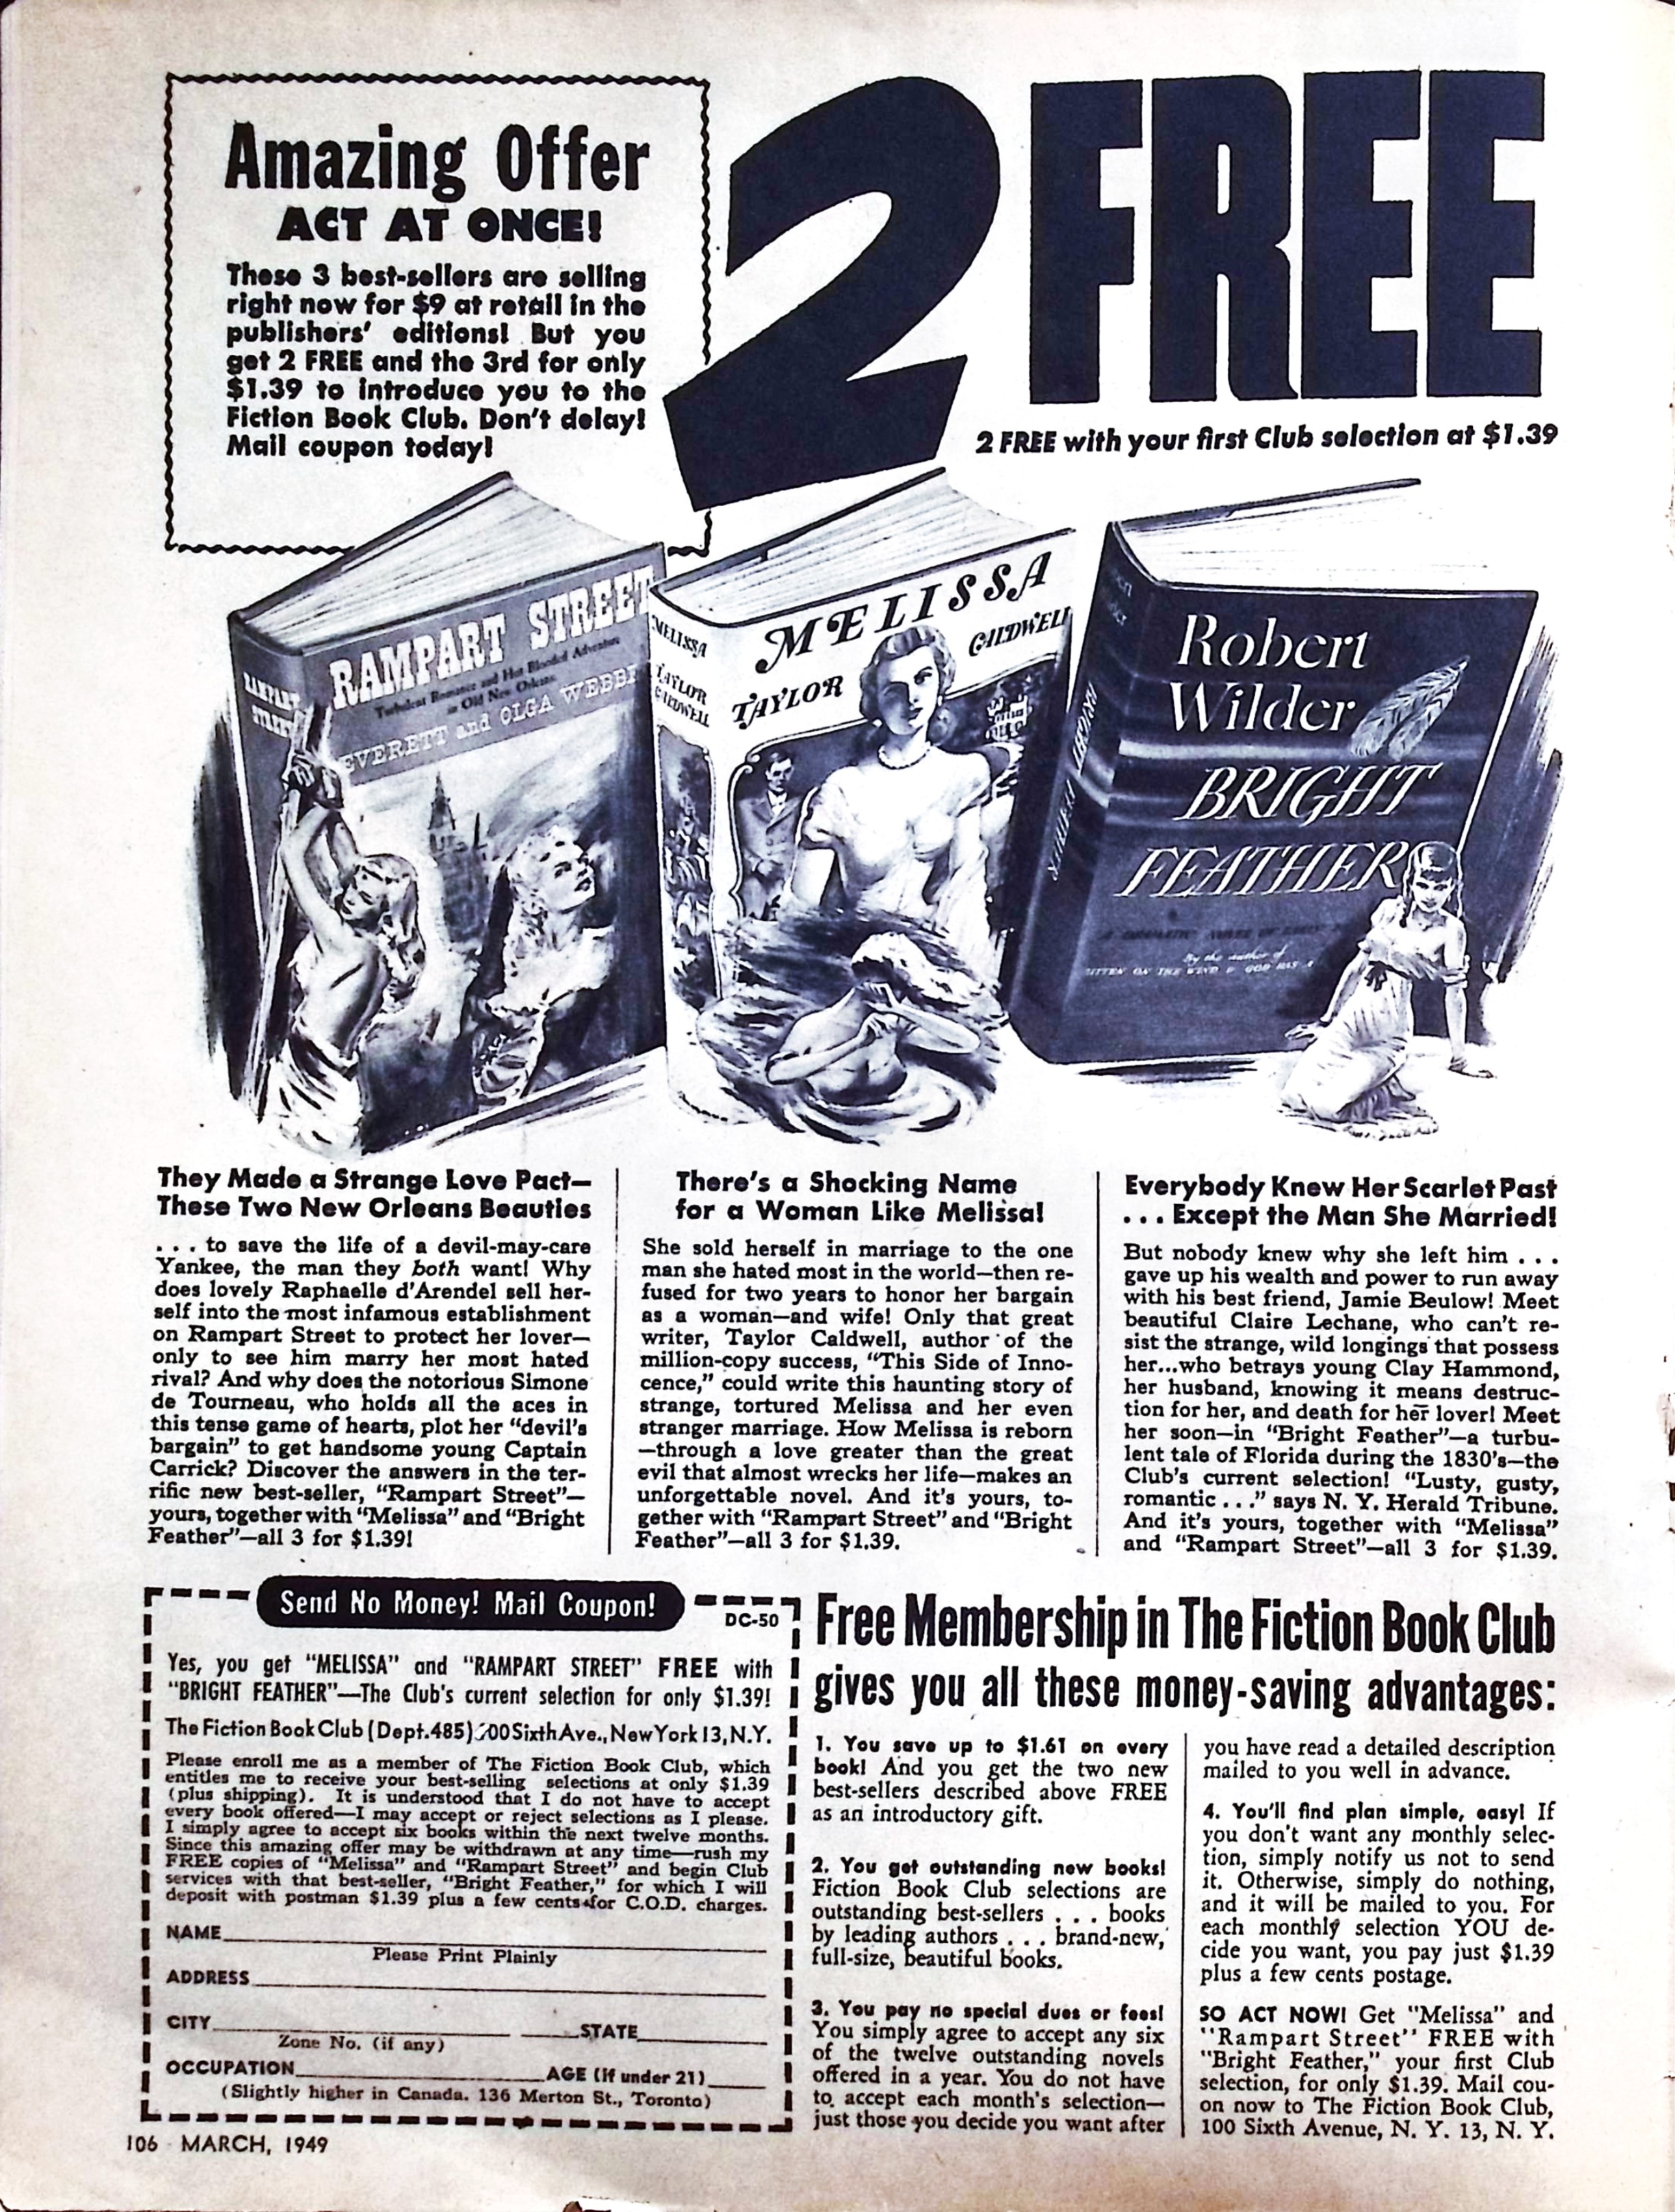 Amazing Offer
ACT AT ONCE!
These 3 best-sellers are selling
right now for $9 at retail in the
publishers' editions! But you
get 2 FREE and the 3rd for only
$1.39 to introduce you to the
Fiction Book Club. Don't delay!
Mail coupon today!
2 FREE
2 FREE with your first Club selection at $1.39
RAMPART STREET
RAMPART STREET
Turbulent Romance and Hot Blooded Adventure
in Old New Orleans
EVERETT and OLGA WEBBE
MELISSA
TAYLOR
CALDWELL
MELISSA
TAYLOR CALDWELL
Robert
Wilder
BRIGHT
FEATHER
BRIGHT FEATHER
By the author of
WRITTEN ON THE WIND & GOD HAS A
They Made a Strange Love Pact—
These Two New Orleans Beauties
. . . to save the life of a devil-may-care
Yankee, the man they both want! Why
does lovely Raphaelle d'Arendel sell her-
self into the most infamous establishment
on Rampart Street to protect her lover—
only to see him marry her most hated
rival? And why does the notorious Simone
de Tourneau, who holds all the aces in
this tense game of hearts, plot her "devil's
bargain" to get handsome young Captain
Carrick? Discover the answers in the ter-
rific new best-seller, "Rampart Street"—
yours, together with "Melissa" and "Bright
Feather"—all 3 for $1.39!
There's a Shocking Name
for a Woman Like Melissa!
She sold herself in marriage to the one
man she hated most in the world—then re-
fused for two years to honor her bargain
as a woman—and wife! Only that great
writer, Taylor Caldwell, author of the
million-copy success, "This Side of Inno-
cence," could write this haunting story of
strange, tortured Melissa and her even
stranger marriage. How Melissa is reborn
—through a love greater than the great
evil that almost wrecks her life—makes an
unforgettable novel. And it's yours, to-
gether with "Rampart Street" and "Bright
Feather"—all 3 for $1.39.
Everybody Knew Her Scarlet Past
. . . Except the Man She Married!
But nobody knew why she left him . . .
gave up his wealth and power to run away
with his best friend, Jamie Beulow! Meet
beautiful Claire Lechane, who can't re-
sist the strange, wild longings that possess
her...who betrays young Clay Hammond,
her husband, knowing it means destruc-
tion for her, and death for her lover! Meet
her soon—in "Bright Feather"—a turbu-
lent tale of Florida during the 1830's—the
Club's current selection! "Lusty, gusty,
romantic . . ." says N. Y. Herald Tribune.
And it's yours, together with "Melissa"
and "Rampart Street"—all 3 for $1.39.
Send No Money! Mail Coupon!
DC-50
Yes, you get "MELISSA" and "RAMPART STREET" FREE with
"BRIGHT FEATHER"—The Club's current selection for only $1.39!
The Fiction Book Club (Dept. 485) 100 Sixth Ave., New York 13, N.Y.
Please enroll me as a member of The Fiction Book Club, which
entitles me to receive your best-selling selections at only $1.39
(plus shipping). It is understood that I do not have to accept
every book offered—I may accept or reject selections as I please.
I simply agree to accept six books within the next twelve months.
Since this amazing offer may be withdrawn at any time—rush my
FREE copies of "Melissa" and "Rampart Street" and begin Club
services with that best-seller, "Bright Feather," for which I will
deposit with postman $1.39 plus a few cents for C.O.D. charges.
NAME
Please Print Plainly
ADDRESS
CITY STATE
Zone No. (if any)
OCCUPATION AGE (If under 21)
(Slightly higher in Canada. 136 Merton St., Toronto)
Free Membership in The Fiction Book Club
gives you all these money-saving advantages:
1. You save up to $1.61 on every
book! And you get the two new
best-sellers described above FREE
as an introductory gift.
2. You get outstanding new books!
Fiction Book Club selections are
outstanding best-sellers . . . books
by leading authors . . . brand-new,
full-size, beautiful books.
3. You pay no special dues or fees!
You simply agree to accept any six
of the twelve outstanding novels
offered in a year. You do not have
to accept each month's selection—
just those you decide you want after
you have read a detailed description
mailed to you well in advance.
4. You'll find plan simple, easy! If
you don't want any monthly selec-
tion, simply notify us not to send
it. Otherwise, simply do nothing,
and it will be mailed to you. For
each monthly selection YOU de-
cide you want, you pay just $1.39
plus a few cents postage.
SO ACT NOW! Get "Melissa" and
"Rampart Street" FREE with
"Bright Feather," your first Club
selection, for only $1.39. Mail cou-
on now to The Fiction Book Club,
100 Sixth Avenue, N. Y. 13, N. Y.
106 MARCH, 1949